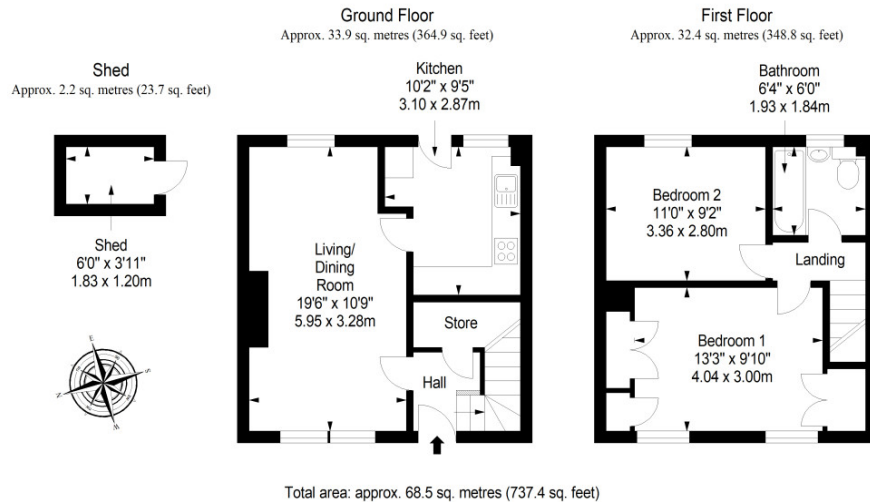 Ground Floor
Approx. 33.9 sq. metres (364.9 sq. feet)
First Floor
Approx. 32.4 sq. metres (348.8 sq. feet)
Shed
Approx. 2.2 sq. metres (23.7 sq. feet)
Kitchen
10'2" x 9'5"
3.10 x 2.87m
Bathroom
6'4" x 6'0"
1.93 x 1.84m
Shed
6'0" x 3'11"
1.83 x 1.20m
Living/
Dining
Room
19'6" x 10'9"
5.95 x 3.28m
Store
Hall
Bedroom 2
11'0" x 9'2"
3.36 x 2.80m
Landing
Bedroom 1
13'3" x 9'10"
4.04 x 3.00m
E
S
N
W
Total area: approx. 68.5 sq. metres (737.4 sq. feet)